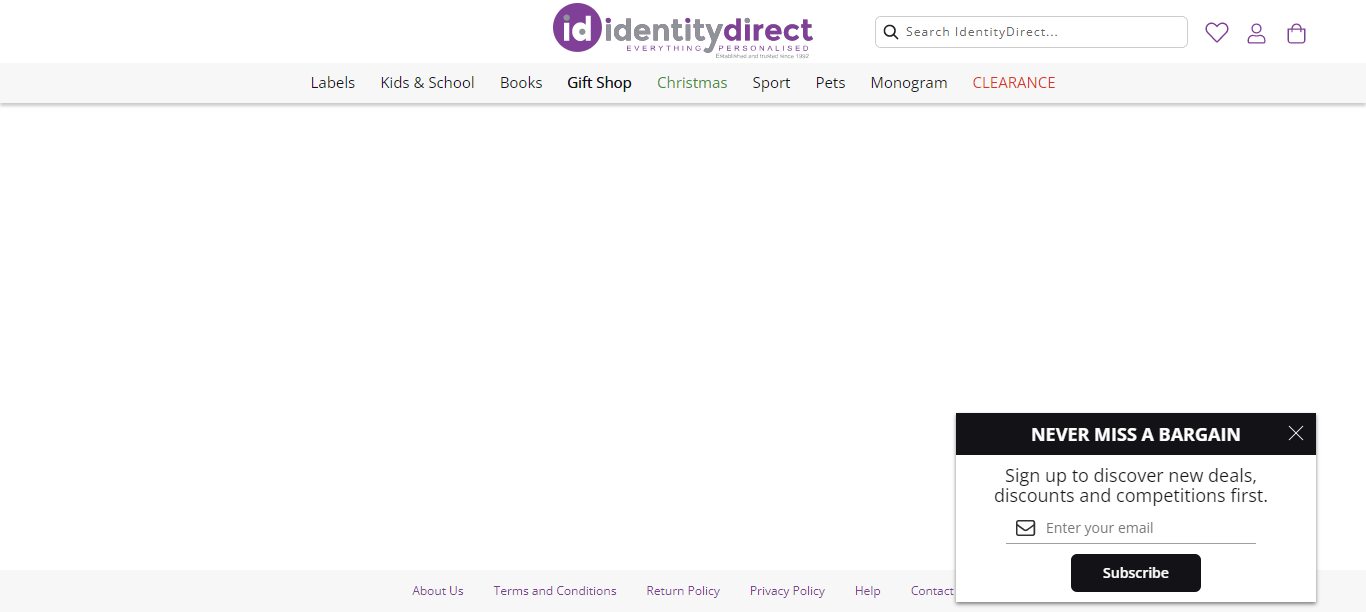 id identitydirect
EVERYTHING PERSONALISED
Established and trusted since 1992
Search IdentityDirect...
Labels Kids & School Books Gift Shop Christmas Sport Pets Monogram CLEARANCE
NEVER MISS A BARGAIN
Sign up to discover new deals,
discounts and competitions first.
Enter your email
Subscribe
About Us Terms and Conditions Return Policy Privacy Policy Help Contact